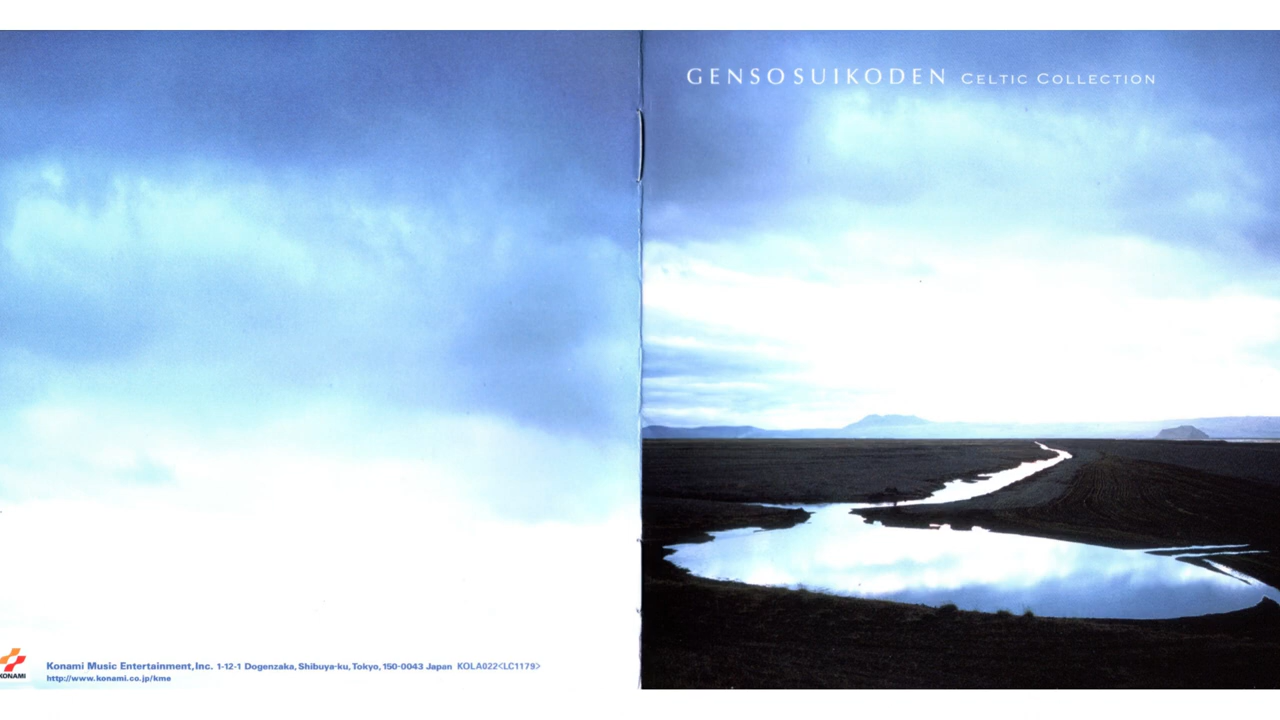 GENSOSUIKODEN CELTIC COLLECTION
KONAMI
Konami Music Entertainment,Inc. 1-12-1 Dogenzaka, Shibuya-ku, Tokyo, 150-0043 Japan KOLA022<LC1179>
http://www.konami.co.jp/kme